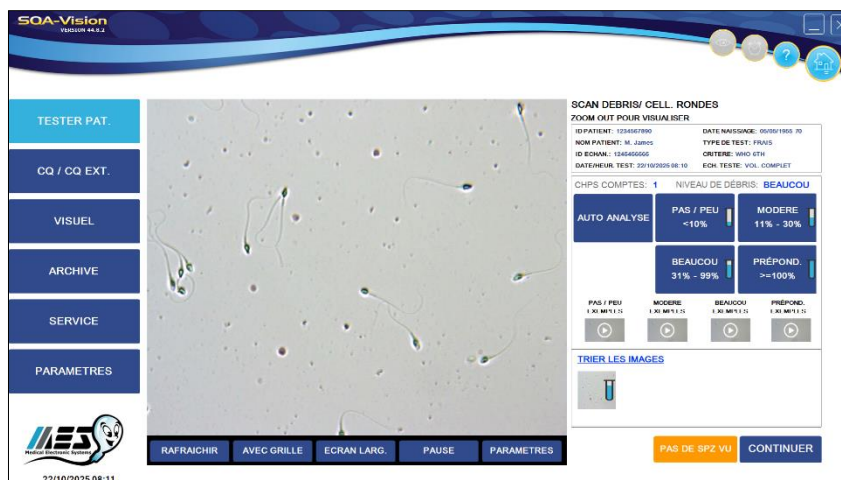 SQA-Vision
VERSION 44.8.2
?
TESTER PAT.
CQ / CQ EXT.
VISUEL
ARCHIVE
SERVICE
PARAMETRES
MES
Medical Electronic Systems
22/10/2025 08:11
RAFRAICHIR
AVEC GRILLE
ECRAN LARG.
PAUSE
PARAMETRES
SCAN DEBRIS/ CELL. RONDES
ZOOM OUT POUR VISUALISER
ID PATIENT: 1234567890 DATE NAISS/AGE: 05/05/1955 70
NOM PATIENT: M. James TYPE DE TEST: FRAIS
ID ECHAN.: CRITERE: WHO 6TH
DATE/HEUR. TEST: 22/10/2025 08:10 ECH. TESTE: VOL. COMPLET
CHPS COMPTES: 1 NIVEAU DE DÉBRIS: BEAUCOU
AUTO ANALYSE
PAS / PEU
<10%
MODERE
11% - 30%
BEAUCOU
31% - 99%
PRÉPOND.
>=100%
PAS / PEU
EXEMPLES
MODERE
EXEMPLES
BEAUCOU
EXEMPLES
PRÉPOND.
EXEMPLES
TRIER LES IMAGES
PAS DE SPZ VU
CONTINUER